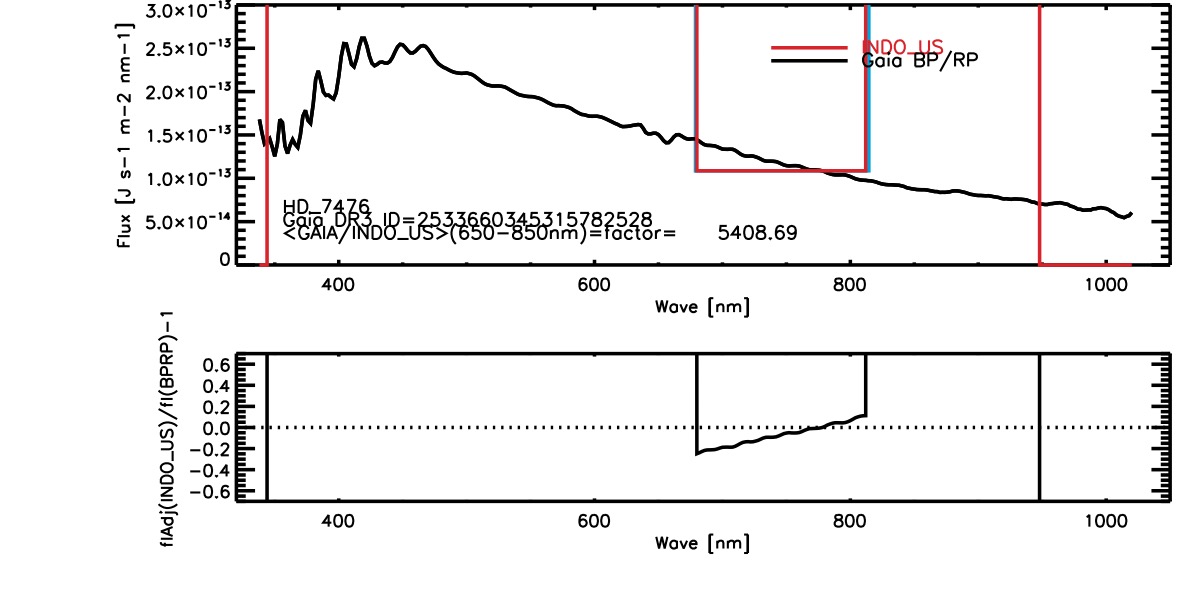 3.0×10−13
2.5×10−13
2.0×10−13
1.5×10−13
1.0×10−13
5.0×10−14
0
Flux [J s−1 m−2 nm−1]
INDO_US
Gaia BP/RP
HD_7476
Gaia DR3 ID=2533660345315782528
<GAIA/INDO_US>(650−850nm)=factor= 5408.69
400 600 800 1000
Wave [nm]
flAdj(INDO_US)/fl(BPRP)−1
0.6
0.4
0.2
0.0
−0.2
−0.4
−0.6
400 600 800 1000
Wave [nm]